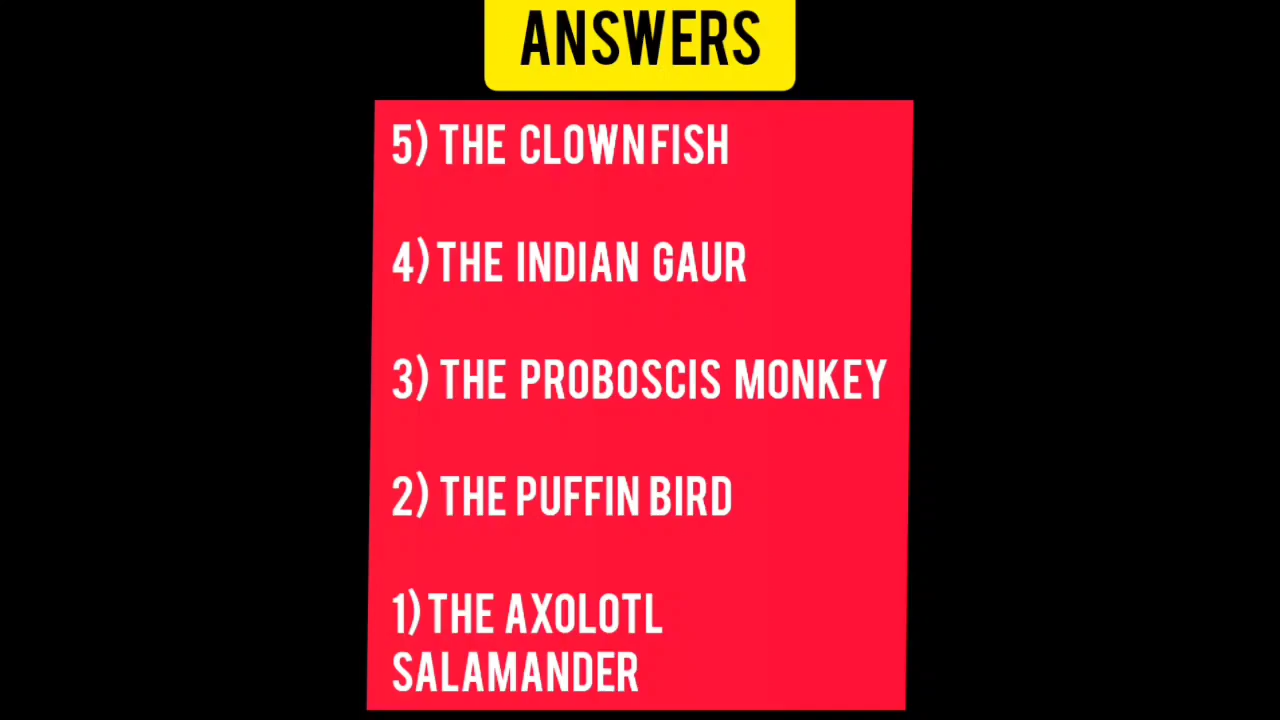 ANSWERS
5) THE CLOWNFISH
4) THE INDIAN GAUR
3) THE PROBOSCIS MONKEY
2) THE PUFFIN BIRD
1) THE AXOLOTL
SALAMANDER